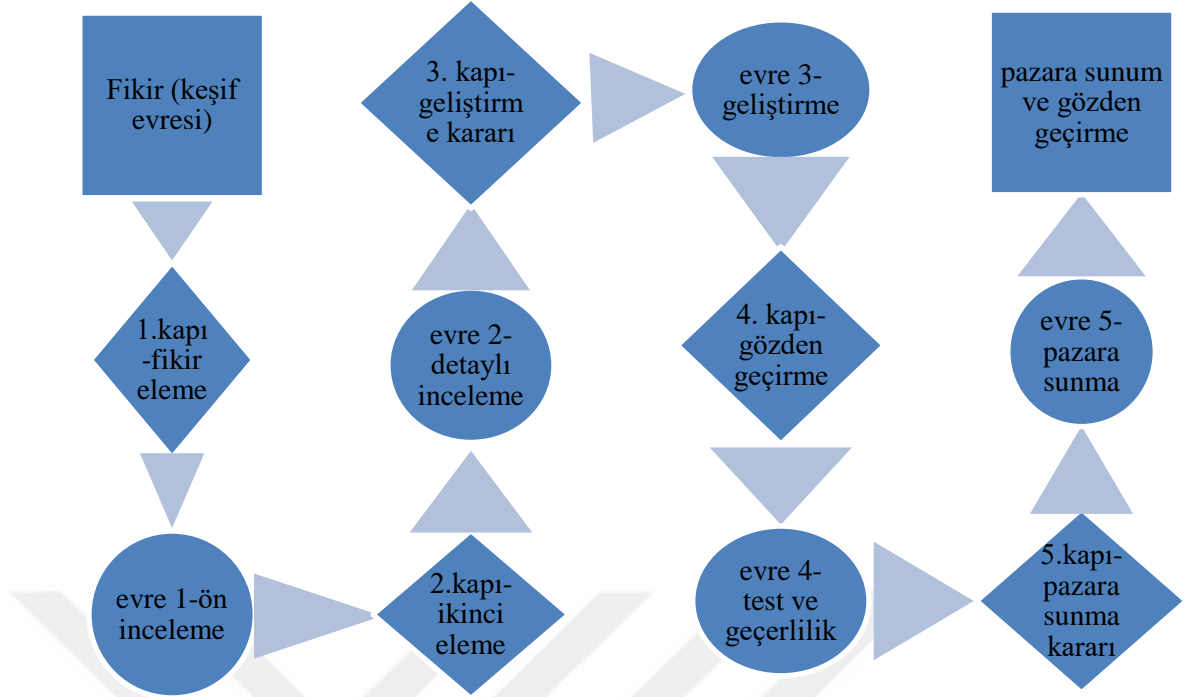 Fikir (keşif
evresi)
1.kapı
-fikir
eleme
evre 1-ön
inceleme
2.kapı-
ikinci
eleme
evre 2-
detaylı
inceleme
3. kapı-
geliştirm
e kararı
evre 3-
geliştirme
4. kapı-
gözden
geçirme
evre 4-
test ve
geçerlilik
5.kapı-
pazara
sunma
kararı
evre 5-
pazara
sunma
pazara sunum
ve gözden
geçirme